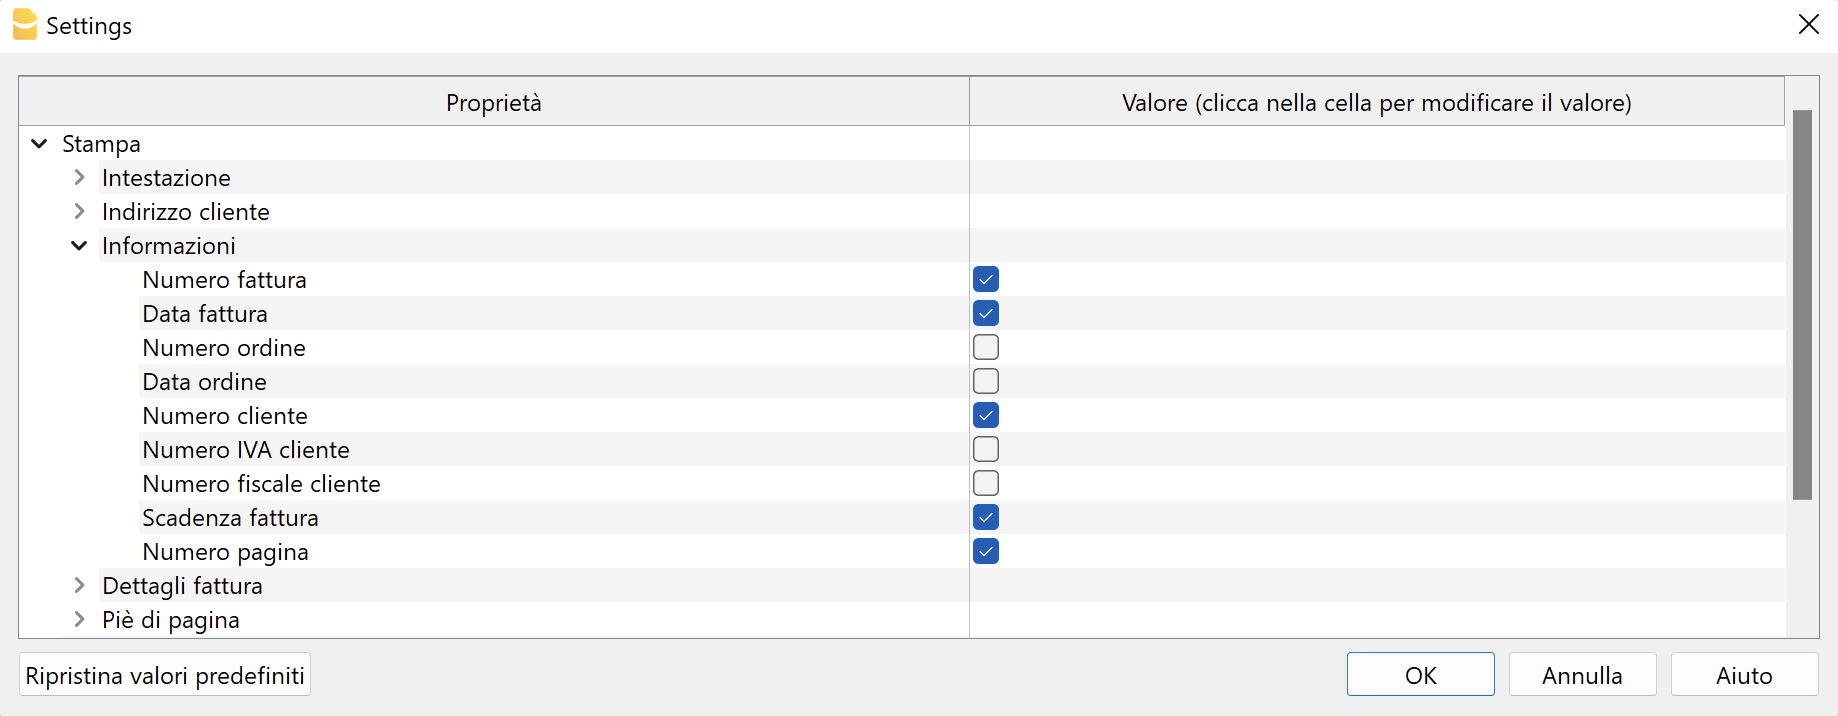 Settings
Proprietà
Valore (clicca nella cella per modificare il valore)
Stampa
Intestazione
Indirizzo cliente
Informazioni
Numero fattura
Data fattura
Numero ordine
Data ordine
Numero cliente
Numero IVA cliente
Numero fiscale cliente
Scadenza fattura
Numero pagina
Dettagli fattura
Piè di pagina
Ripristina valori predefiniti
OK
Annulla
Aiuto